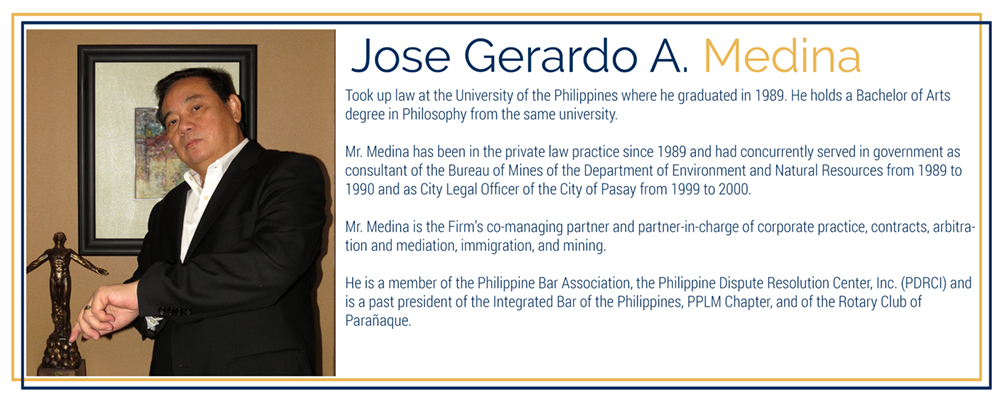 Jose Gerardo A. Medina
Took up law at the University of the Philippines where he graduated in 1989. He holds a Bachelor of Arts
degree in Philosophy from the same university.
Mr. Medina has been in the private law practice since 1989 and had concurrently served in government as
consultant of the Bureau of Mines of the Department of Environment and Natural Resources from 1989 to
1990 and as City Legal Officer of the City of Pasay from 1999 to 2000.
Mr. Medina is the Firm's co-managing partner and partner-in-charge of corporate practice, contracts, arbitra-
tion and mediation, immigration, and mining.
He is a member of the Philippine Bar Association, the Philippine Dispute Resolution Center, Inc. (PDRCI) and
is a past president of the Integrated Bar of the Philippines, PPLM Chapter, and of the Rotary Club of
Parañaque.